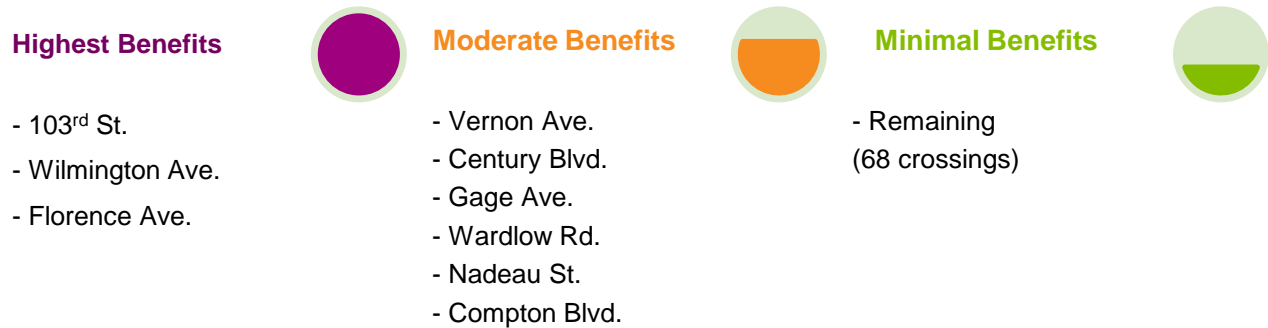 Highest Benefits
- 103rd St.
- Wilmington Ave.
- Florence Ave.
Moderate Benefits
- Vernon Ave.
- Century Blvd.
- Gage Ave.
- Wardlow Rd.
- Nadeau St.
- Compton Blvd.
Minimal Benefits
- Remaining
(68 crossings)